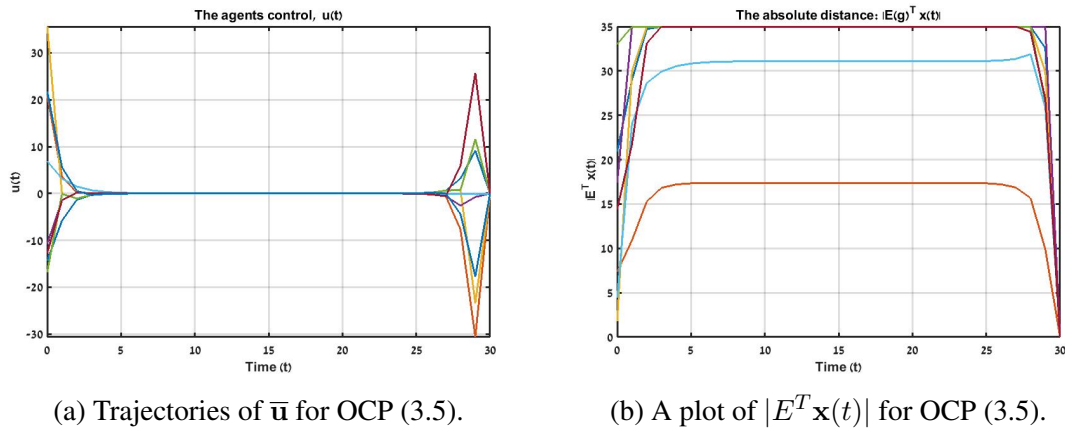 The agents control, u(t)
30
20
10
0
-10
-20
-30
u(t)
0 5 10 15 20 25 30
Time (t)
The absolute distance: |E(g)^T x(t)|
35
30
25
20
15
10
5
0
|E^T x(t)|
0 5 10 15 20 25 30
Time (t)
(a) Trajectories of u̅ for OCP (3.5).
(b) A plot of |E^T x(t)| for OCP (3.5).